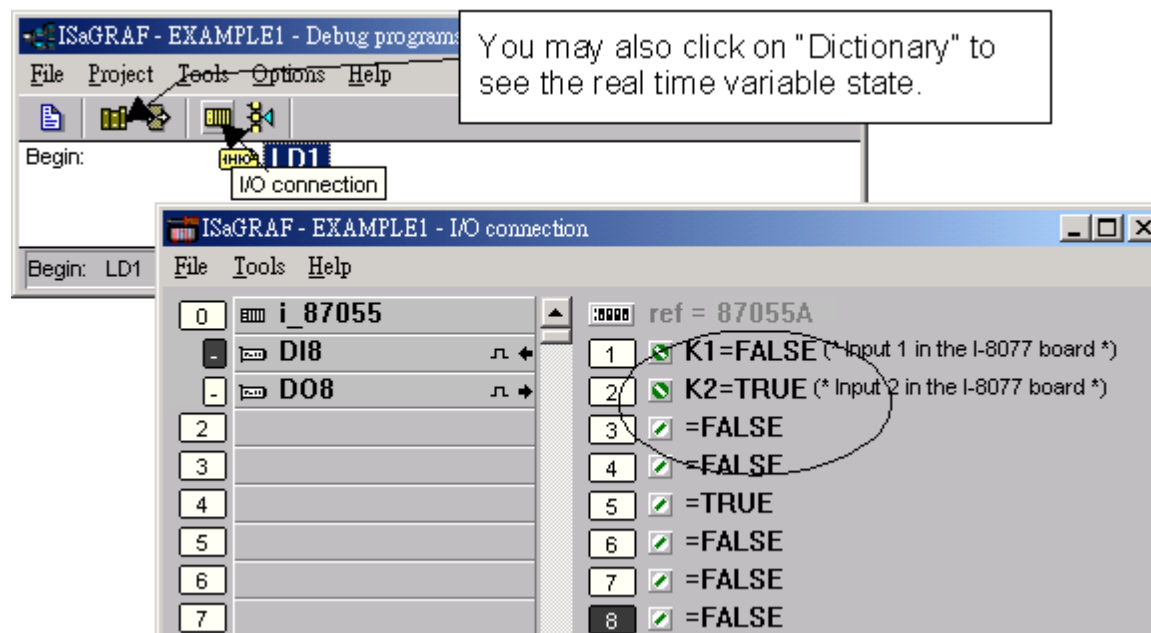 ISaGRAF - EXAMPLE1 - Debug programs
You may also click on "Dictionary" to
see the real time variable state.
File Project Tools Options Help
Begin: LD1
I/O connection
Begin: LD1
ISaGRAF - EXAMPLE1 - I/O connection
File Tools Help
0 i_87055
- DI8
- DO8
2
3
4
5
6
7
ref = 87055A
1 K1=FALSE (* Input 1 in the I-8077 board *)
2 K2=TRUE (* Input 2 in the I-8077 board *)
3 =FALSE
4 =FALSE
5 =TRUE
6 =FALSE
7 =FALSE
8 =FALSE